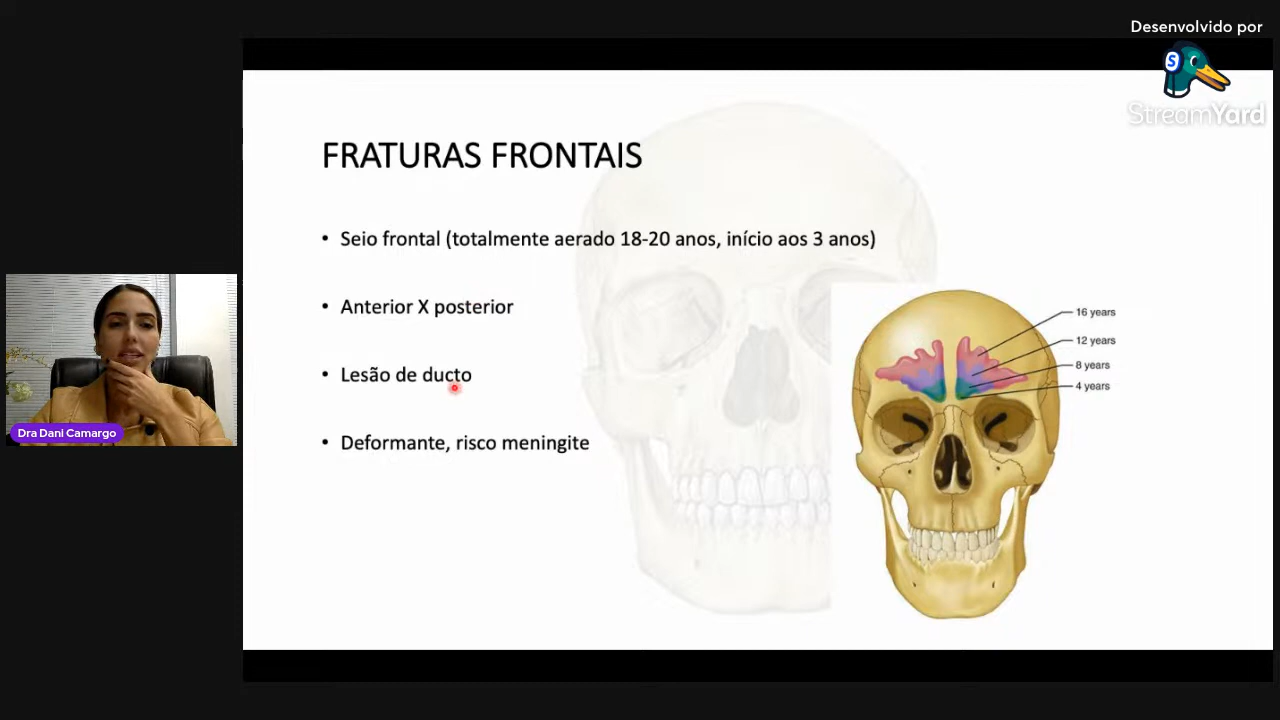 Desenvolvido por
StreamYard
FRATURAS FRONTAIS
• Seio frontal (totalmente aerado 18-20 anos, início aos 3 anos)
• Anterior X posterior
• Lesão de ducto
• Deformante, risco meningite
16 years
12 years
8 years
4 years
Dra Dani Camargo